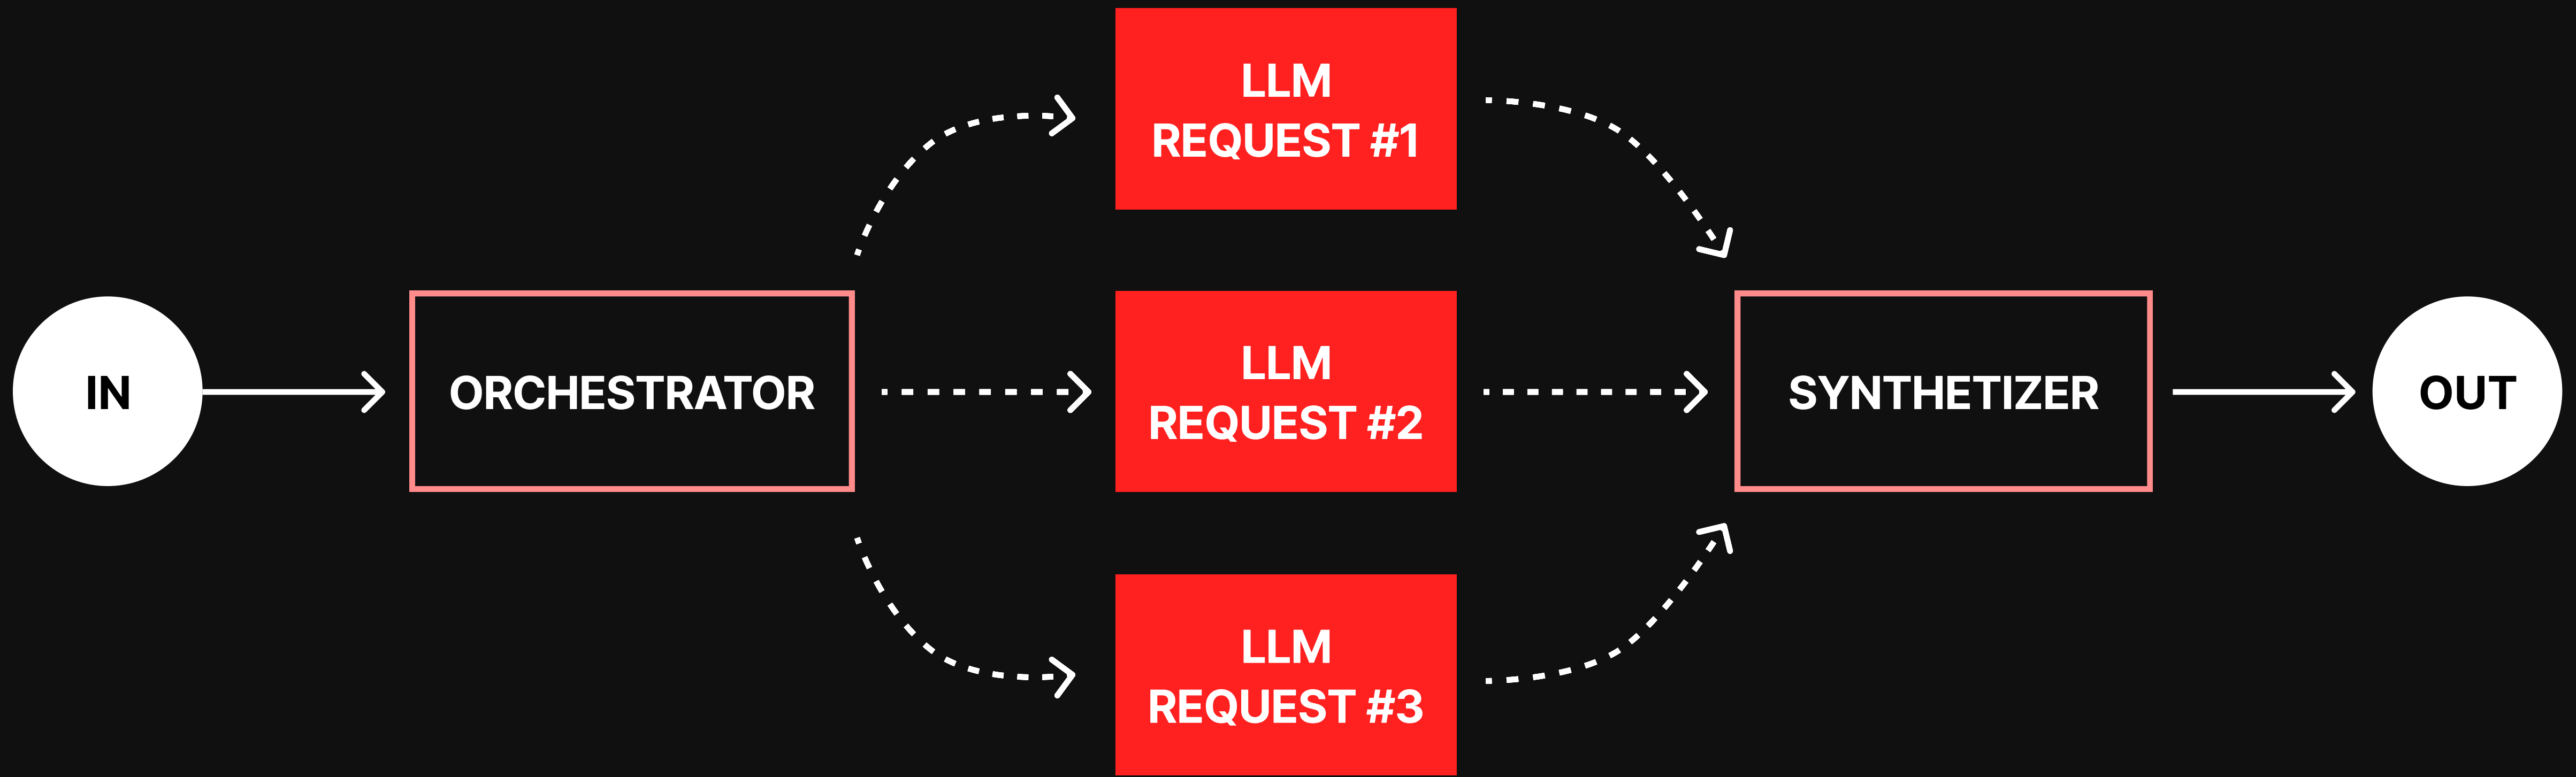 IN
ORCHESTRATOR
LLM
REQUEST #1
LLM
REQUEST #2
LLM
REQUEST #3
SYNTHETIZER
OUT